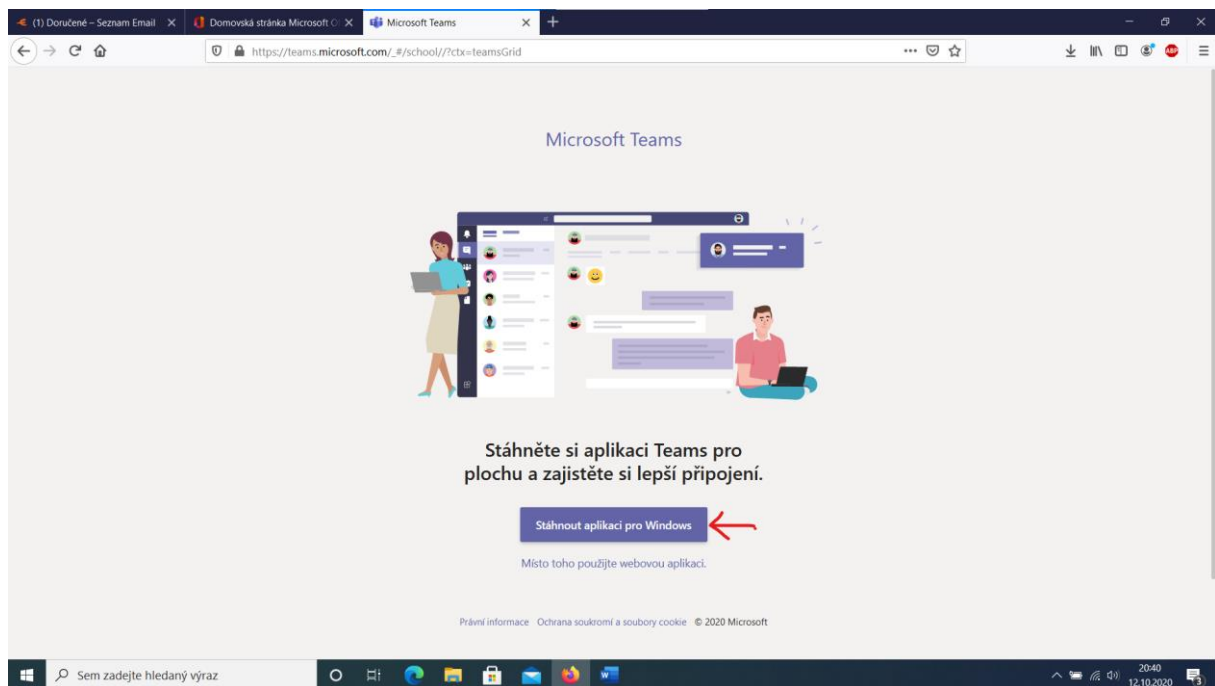 (1) Doručené – Seznam Email
Domovská stránka Microsoft O
Microsoft Teams
https://teams.microsoft.com/_#/school//?ctx=teamsGrid
ABP
Microsoft Teams
Stáhněte si aplikaci Teams pro
plochu a zajistěte si lepší připojení.
Stáhnout aplikaci pro Windows
Místo toho použijte webovou aplikaci.
Právní informace Ochrana soukromí a soubory cookie © 2020 Microsoft
Sem zadejte hledaný výraz
20:40
12.10.2020
3